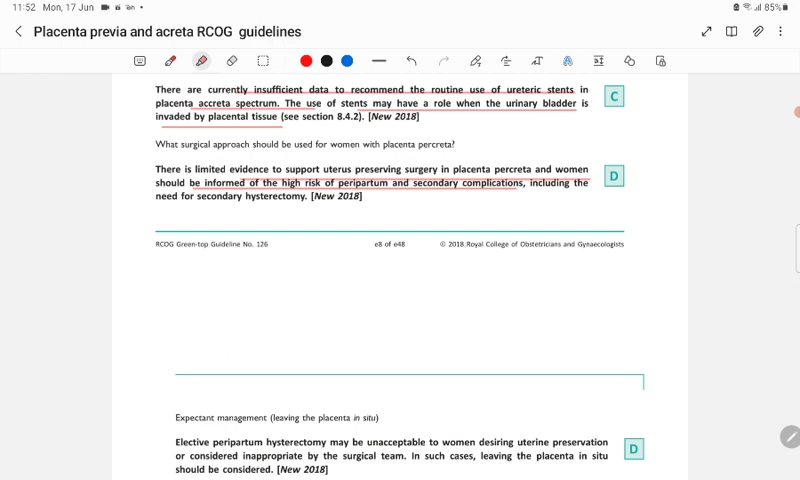 11:52 Mon, 17 Jun 85%
Placenta previa and acreta RCOG guidelines
There are currently insufficient data to recommend the routine use of ureteric stents in
placenta accreta spectrum. The use of stents may have a role when the urinary bladder is
invaded by placental tissue (see section 8.4.2). [New 2018]
C
What surgical approach should be used for women with placenta percreta?
There is limited evidence to support uterus preserving surgery in placenta percreta and women
should be informed of the high risk of peripartum and secondary complications, including the
need for secondary hysterectomy. [New 2018]
D
RCOG Green-top Guideline No. 126 e8 of e48 © 2018 Royal College of Obstetricians and Gynaecologists
Expectant management (leaving the placenta in situ)
Elective peripartum hysterectomy may be unacceptable to women desiring uterine preservation
or considered inappropriate by the surgical team. In such cases, leaving the placenta in situ
should be considered. [New 2018]
D